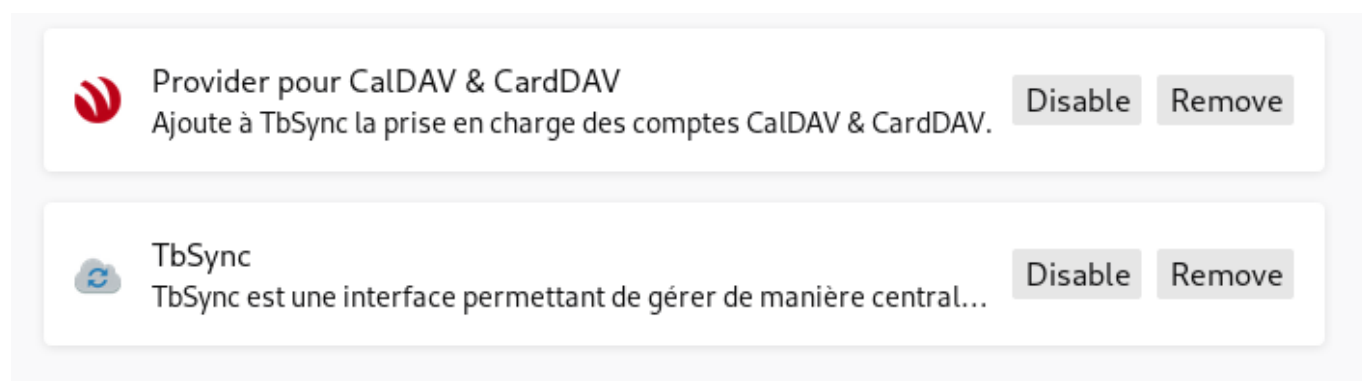 Provider pour CalDAV & CardDAV
Ajoute à TbSync la prise en charge des comptes CalDAV & CardDAV.
Disable Remove
TbSync
TbSync est une interface permettant de gérer de manière central...
Disable Remove